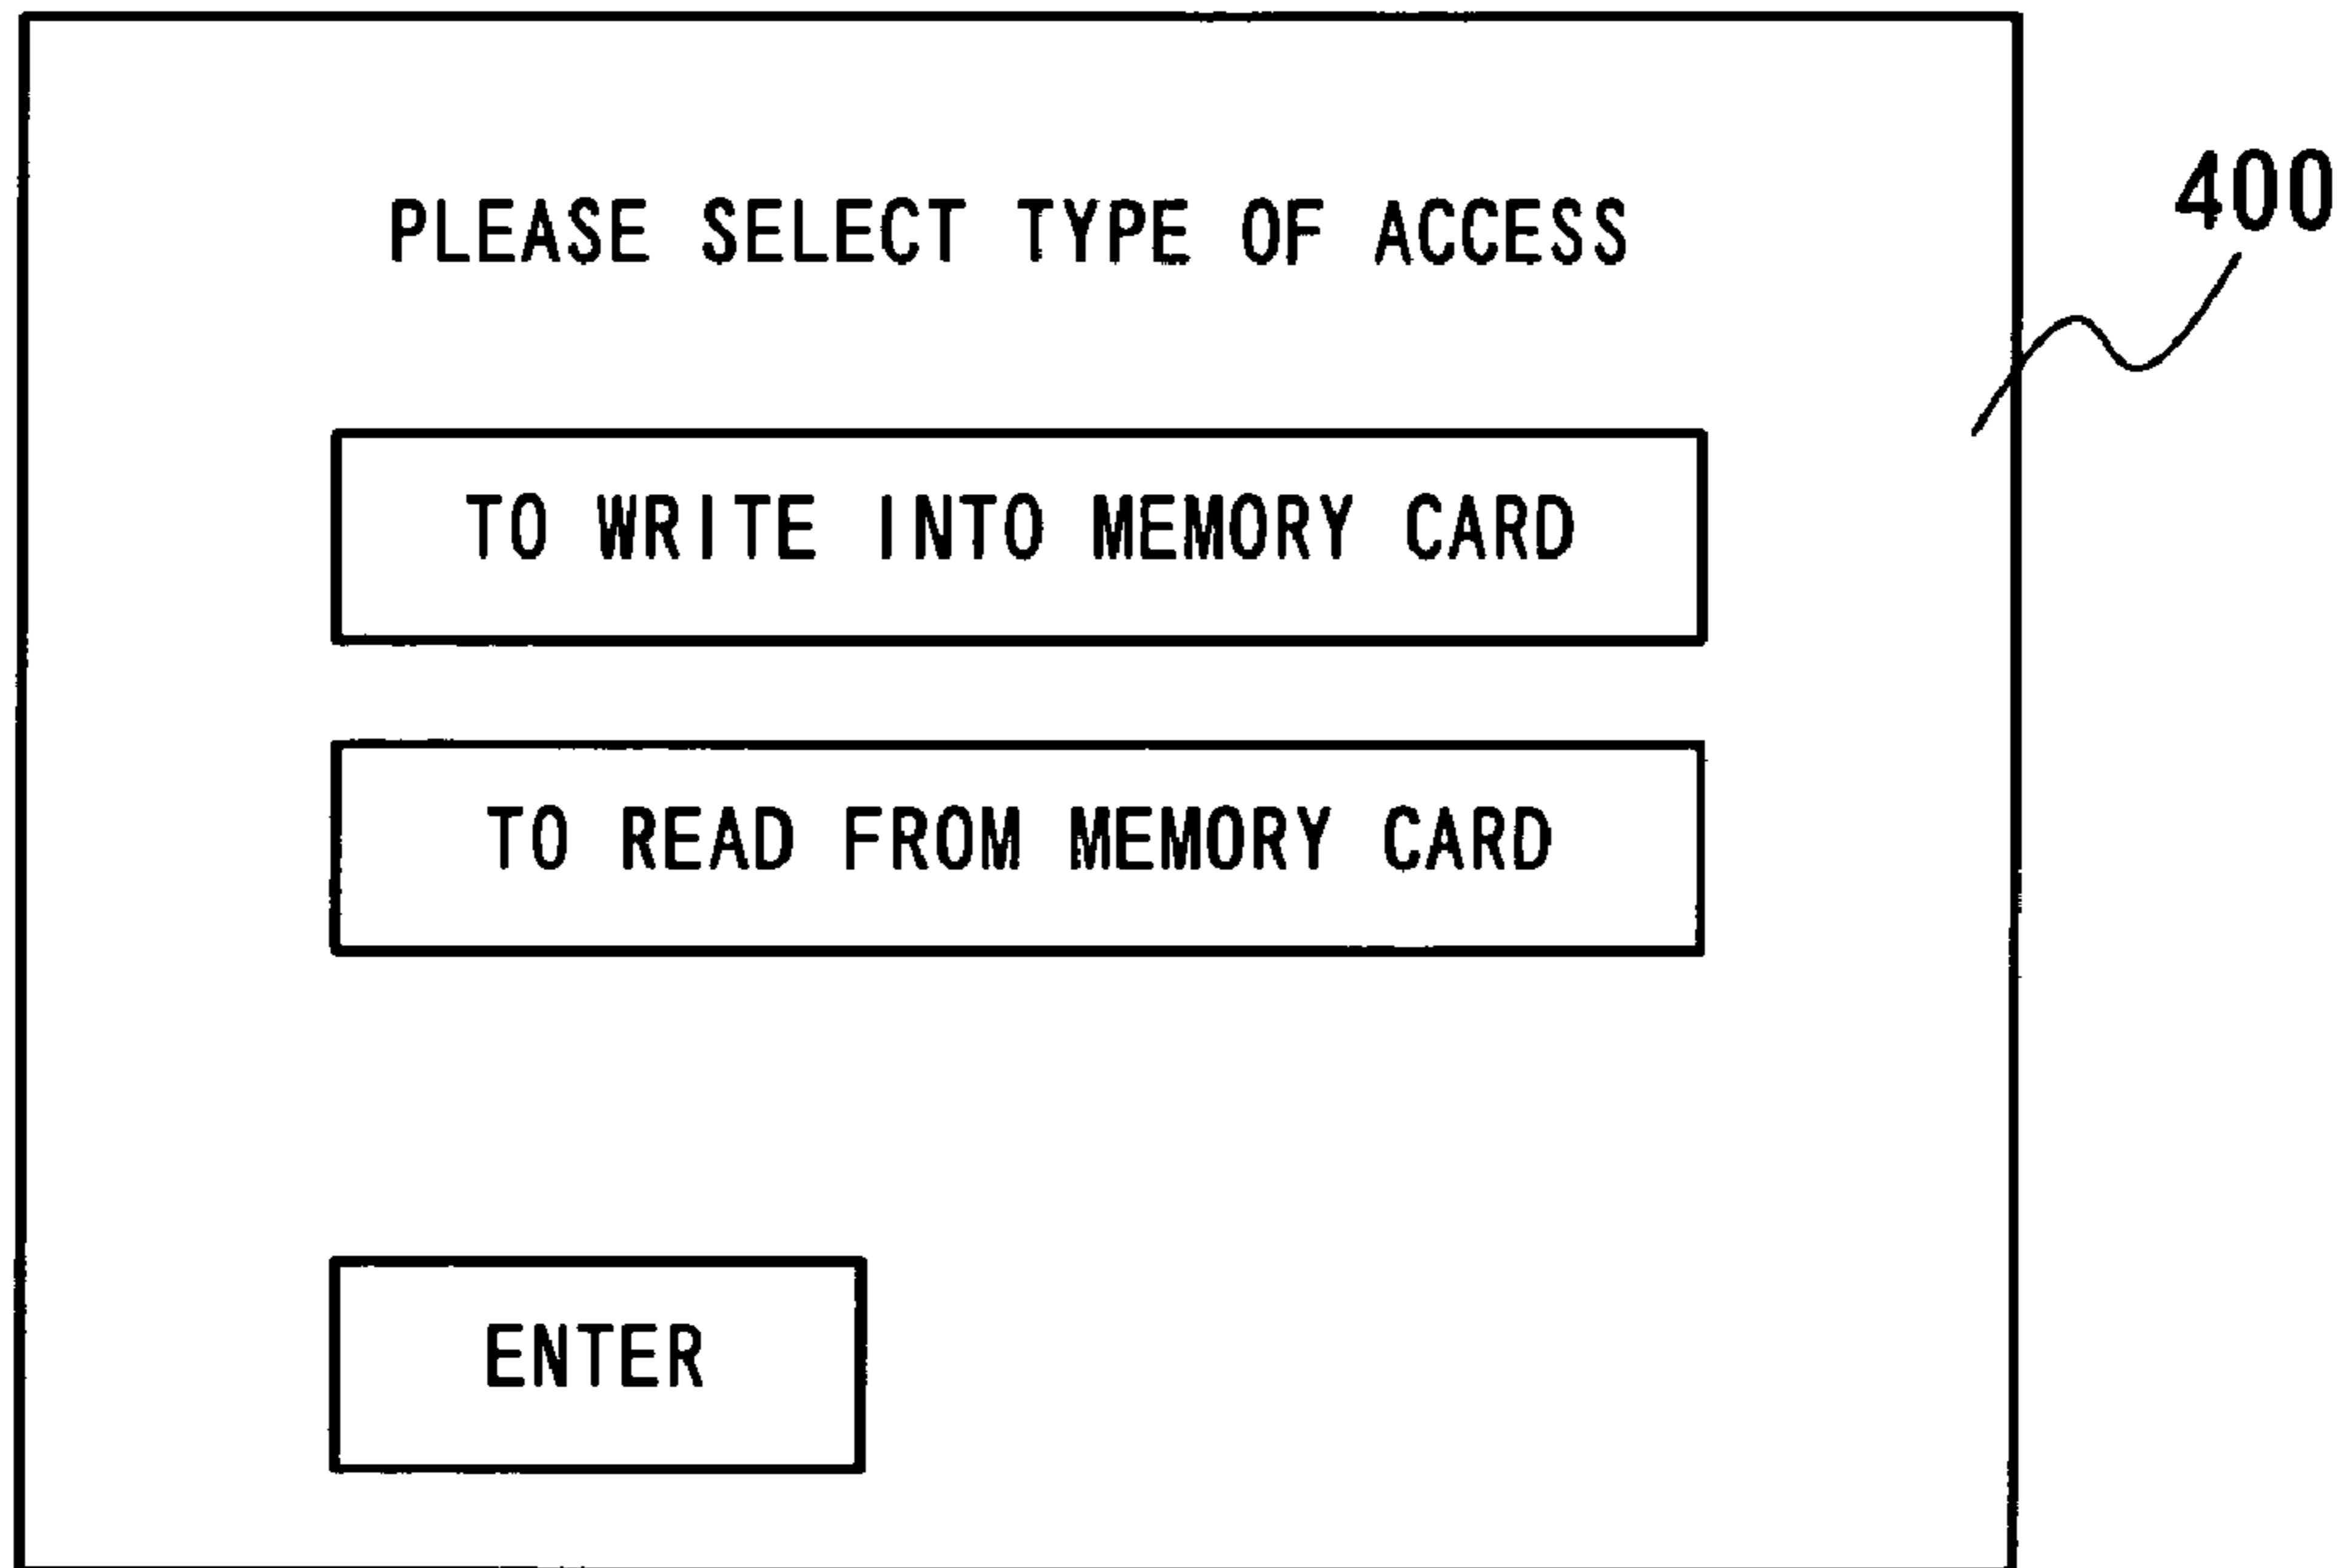 PLEASE SELECT TYPE OF ACCESS
400
TO WRITE INTO MEMORY CARD
TO READ FROM MEMORY CARD
ENTER